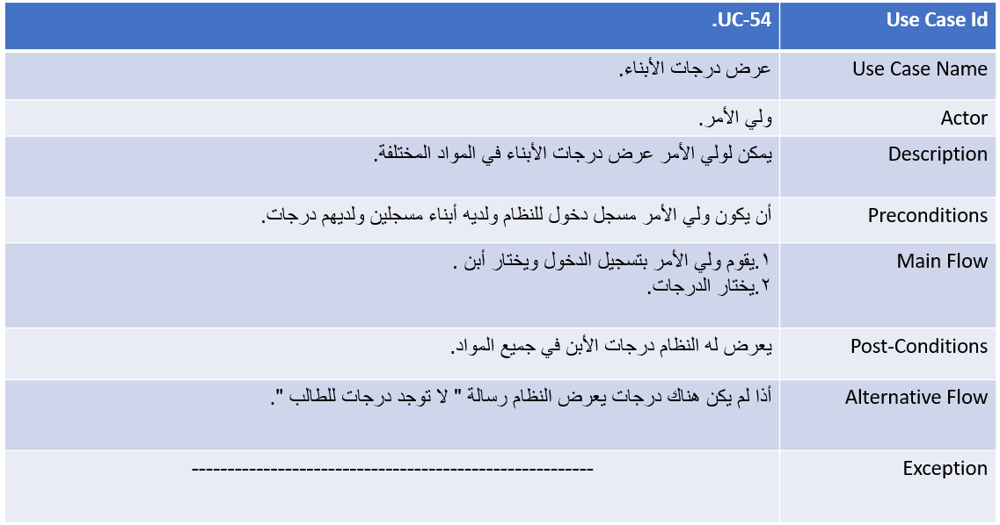 Use Case Id
UC-54.
Use Case Name
عرض درجات الأبناء.
Actor
ولي الأمر.
Description
يمكن لولي الأمر عرض درجات الأبناء في المواد المختلفة.
Preconditions
أن يكون ولي الأمر مسجل دخول للنظام ولديه أبناء مسجلين ولديهم درجات.
Main Flow
١.يقوم ولي الأمر بتسجيل الدخول ويختار أبن .
٢.يختار الدرجات.
Post-Conditions
يعرض له النظام درجات الأبن في جميع المواد.
Alternative Flow
أذا لم يكن هناك درجات يعرض النظام رسالة " لا توجد درجات للطالب ".
Exception
--------------------------------------------------------